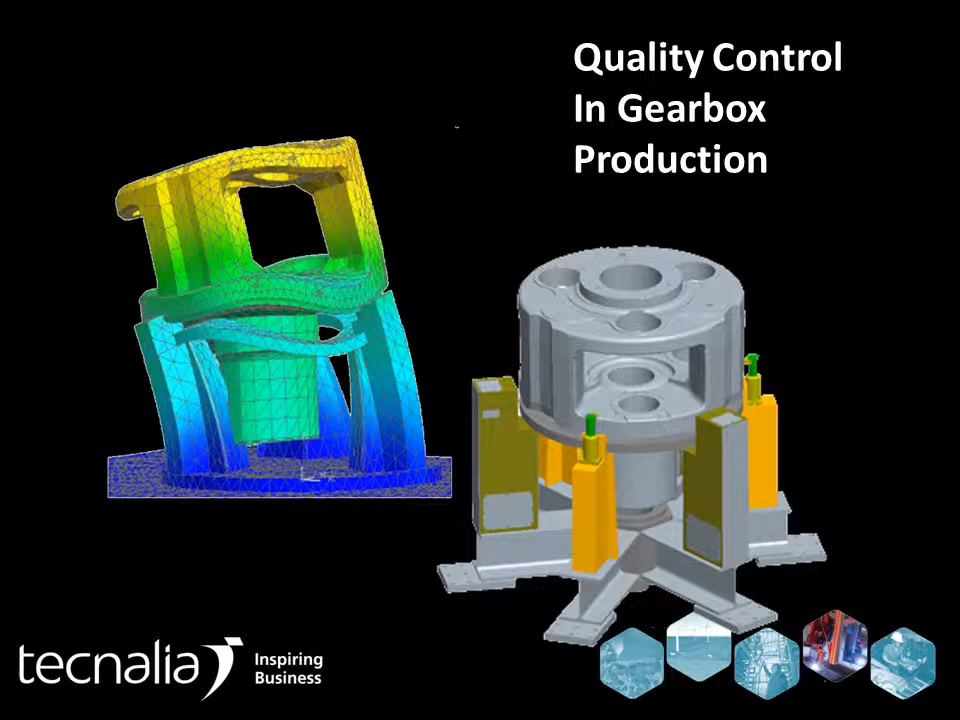 Quality Control
In Gearbox
Production
tecnalia
Inspiring
Business